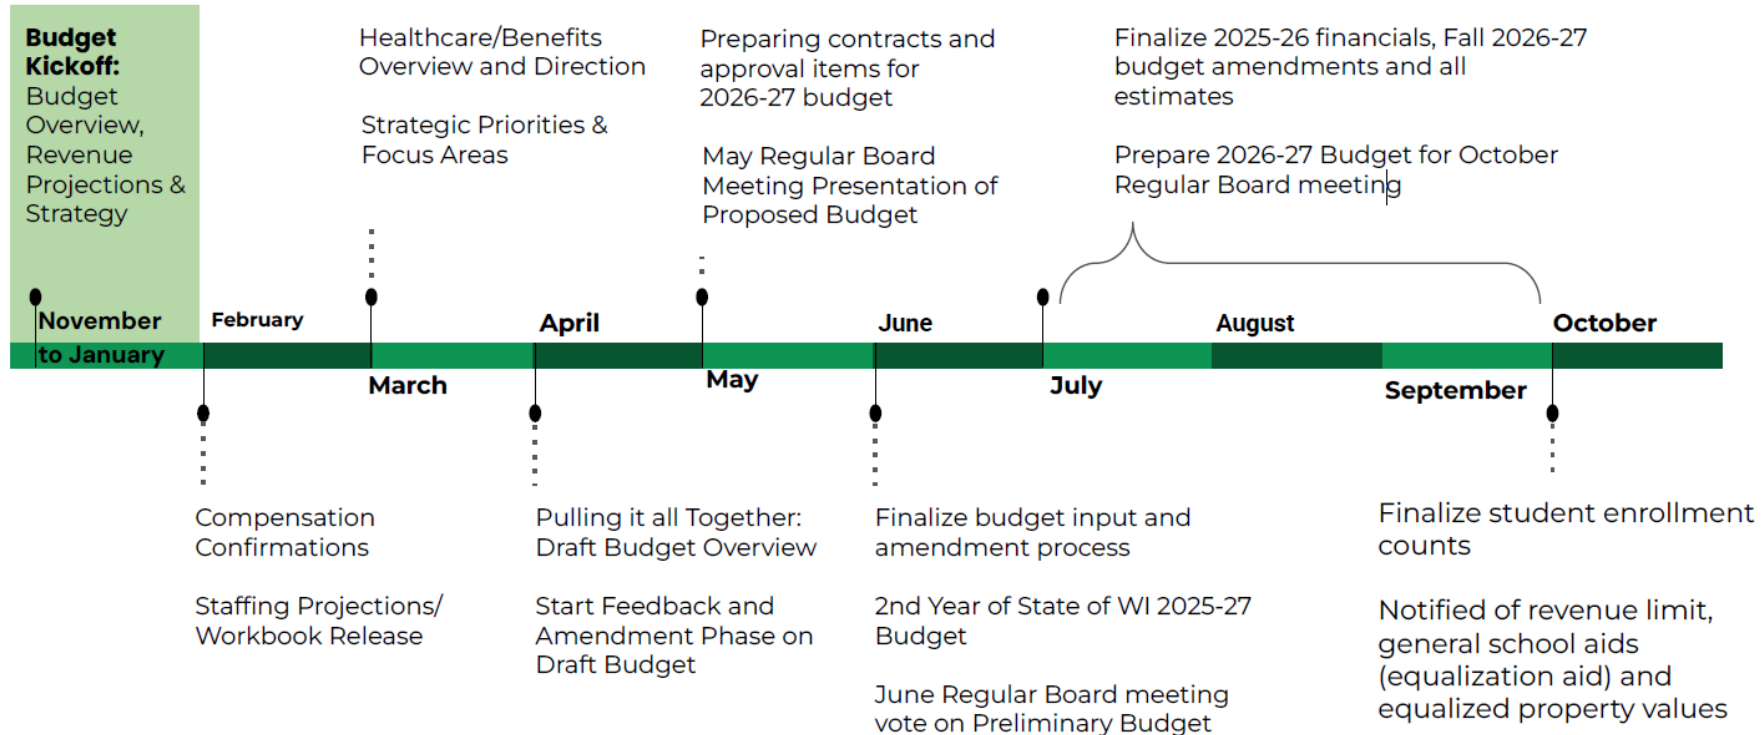 Budget
Kickoff:
Budget
Overview,
Revenue
Projections &
Strategy
Healthcare/Benefits
Overview and Direction
Strategic Priorities &
Focus Areas
Preparing contracts and
approval items for
2026-27 budget
May Regular Board
Meeting Presentation of
Proposed Budget
Finalize 2025-26 financials, Fall 2026-27
budget amendments and all
estimates
Prepare 2026-27 Budget for October
Regular Board meeting
November
to January
February
March
April
May
June
July
August
September
October
Compensation
Confirmations
Staffing Projections/
Workbook Release
Pulling it all Together:
Draft Budget Overview
Start Feedback and
Amendment Phase on
Draft Budget
Finalize budget input and
amendment process
2nd Year of State of WI 2025-27
Budget
June Regular Board meeting
vote on Preliminary Budget
Finalize student enrollment
counts
Notified of revenue limit,
general school aids
(equalization aid) and
equalized property values